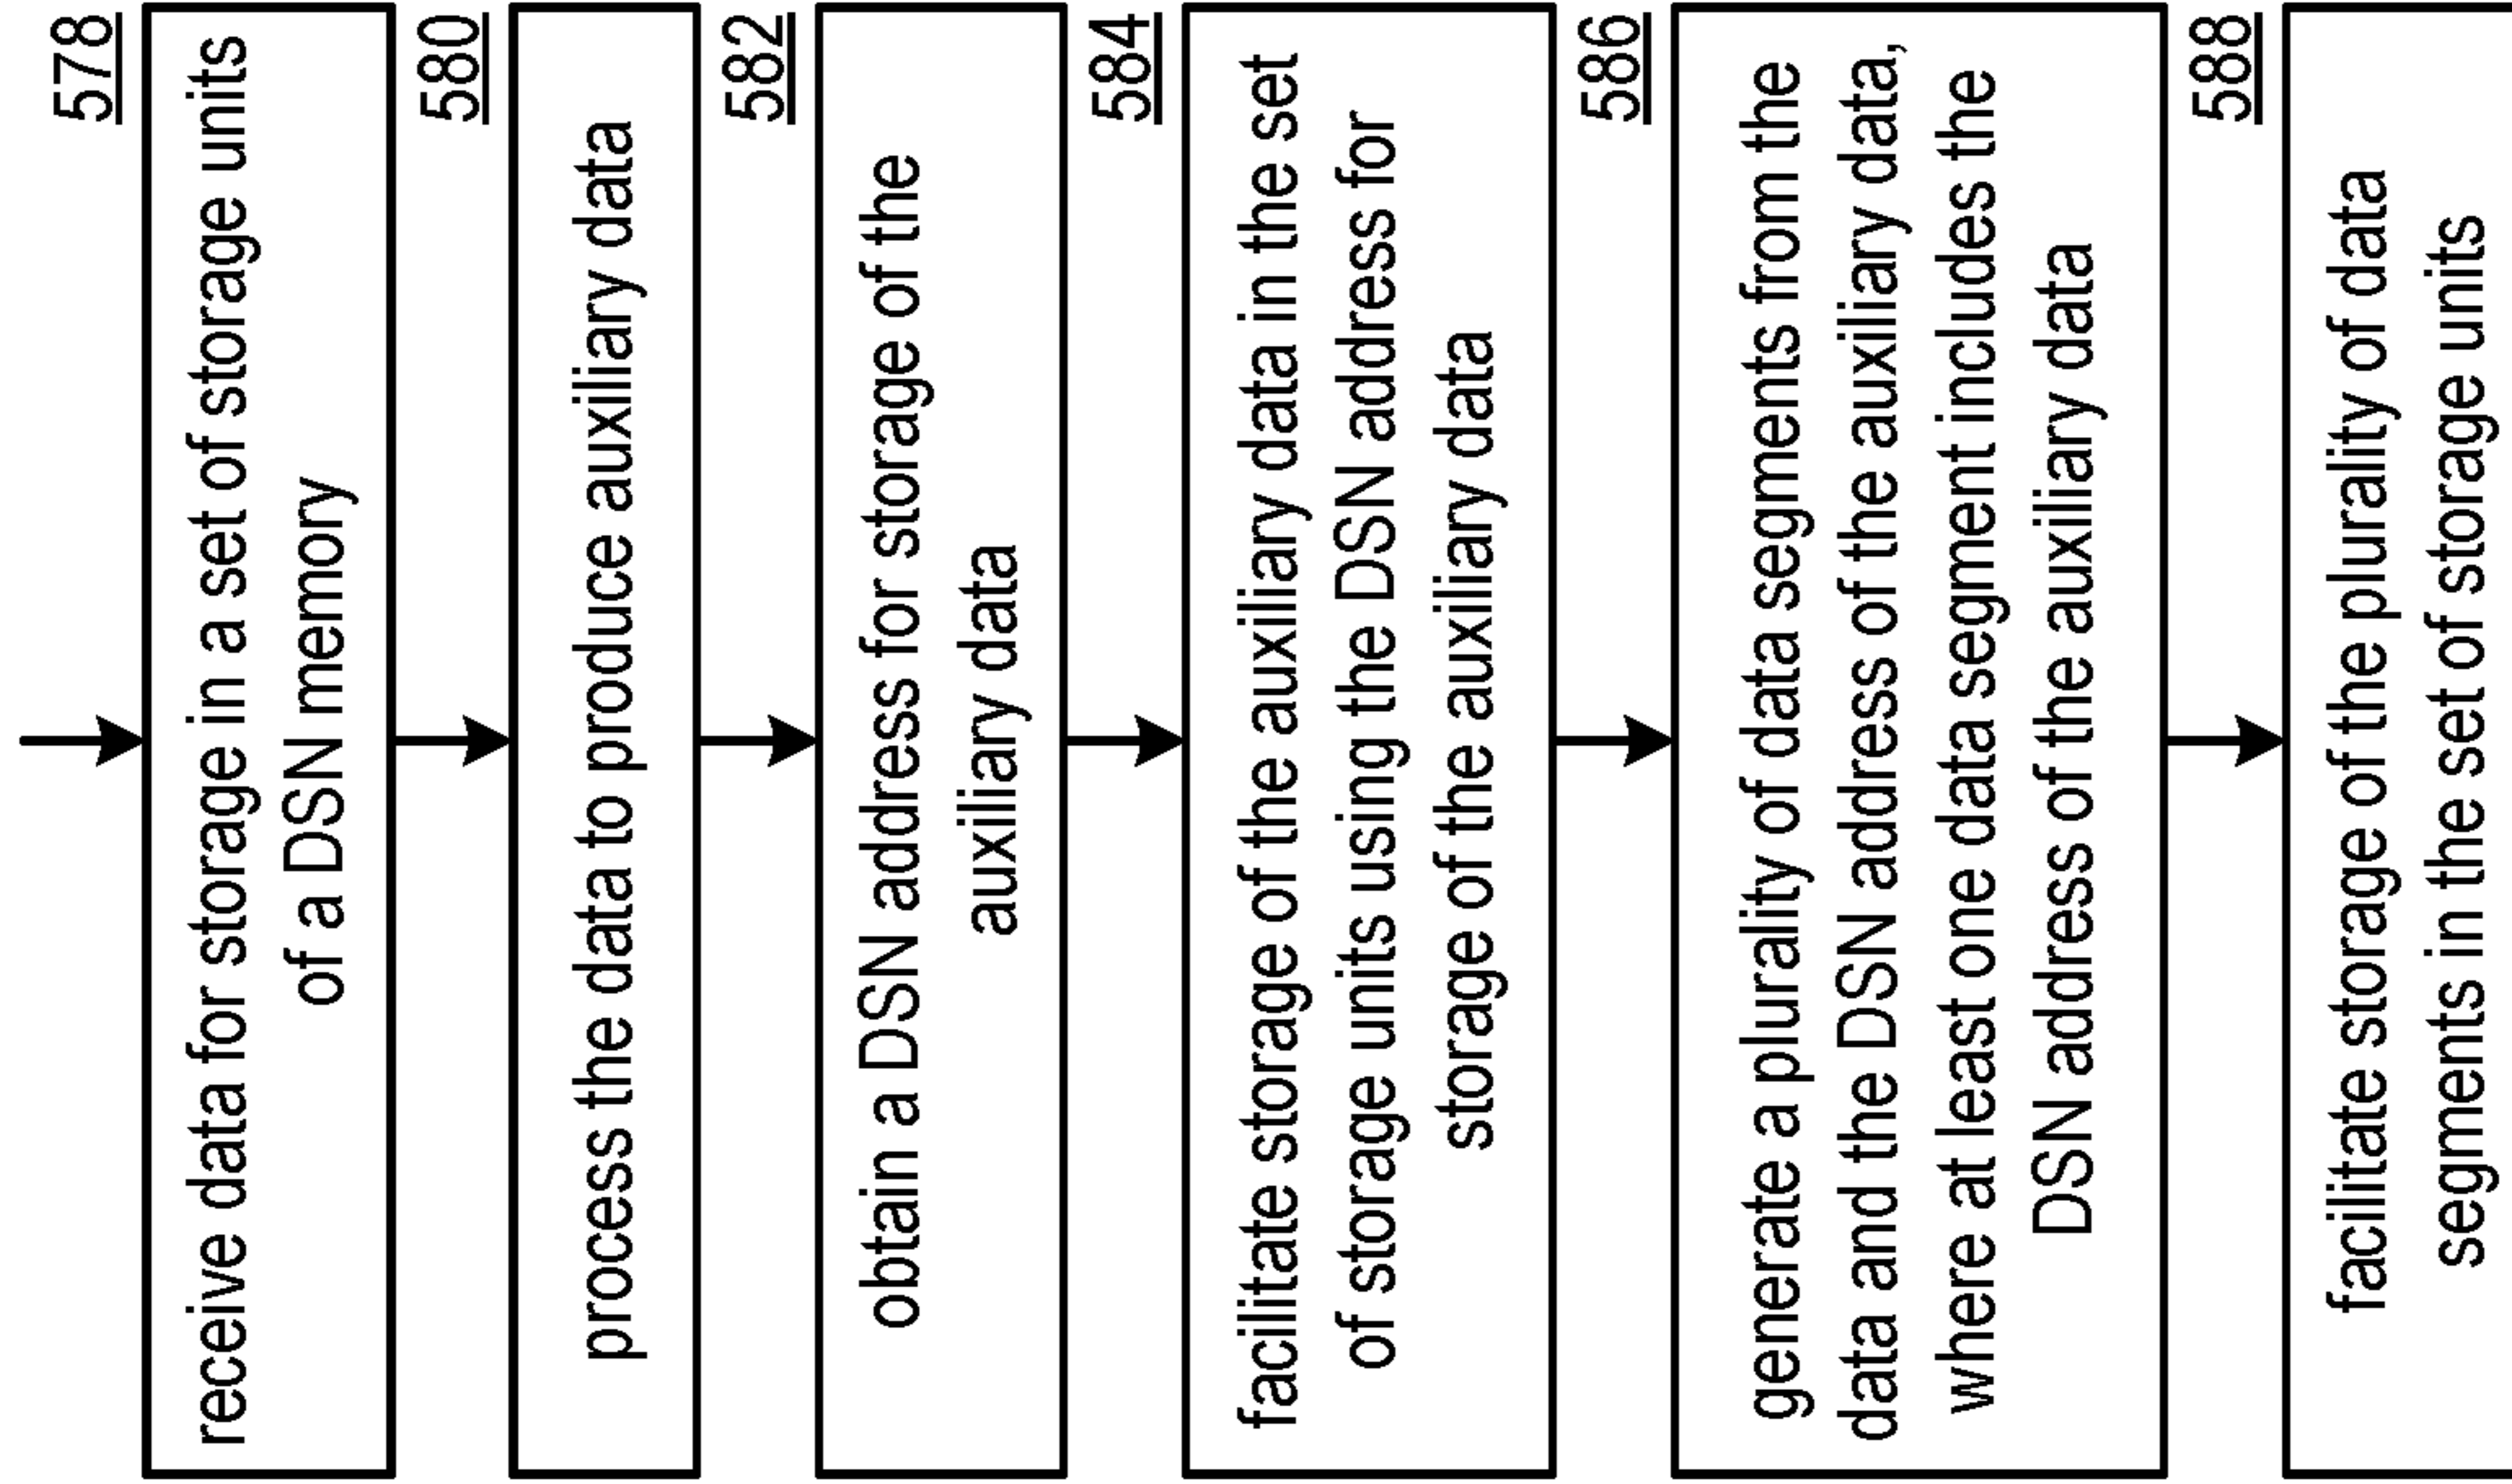 578
receive data for storage in a set of storage units
of a DSN memory
580
process the data to produce auxiliary data
582
obtain a DSN address for storage of the
auxiliary data
584
facilitate storage of the auxiliary data in the set
of storage units using the DSN address for
storage of the auxiliary data
586
generate a plurality of data segments from the
data and the DSN address of the auxiliary data,
where at least one data segment includes the
DSN address of the auxiliary data
588
facilitate storage of the plurality of data
segments in the set of storage units